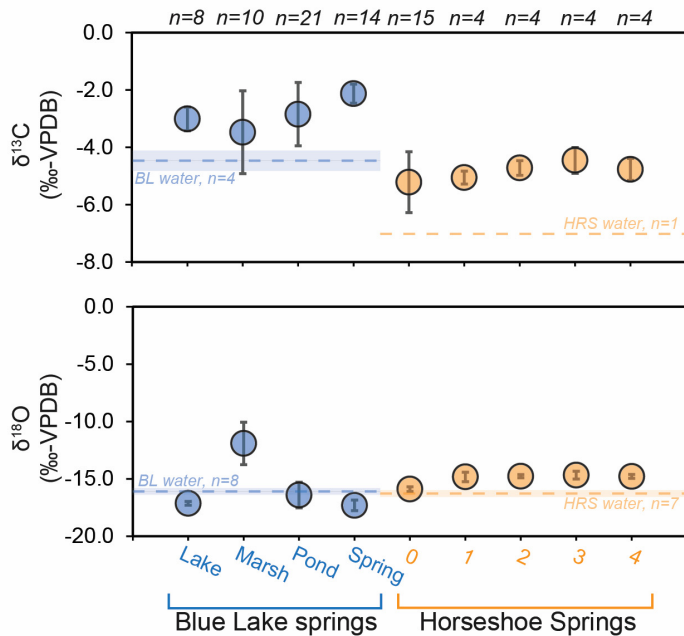 n=8 n=10 n=21 n=14 n=15 n=4 n=4 n=4 n=4
0.0
-2.0
-4.0
-6.0
-8.0
δ¹³C
(‰-VPDB)
BL water, n=4
HRS water, n=1
0.0
-5.0
-10.0
-15.0
-20.0
δ¹⁸O
(‰-VPDB)
BL water, n=8
HRS water, n=7
Lake Marsh Pond Spring 0 1 2 3 4
Blue Lake springs Horseshoe Springs